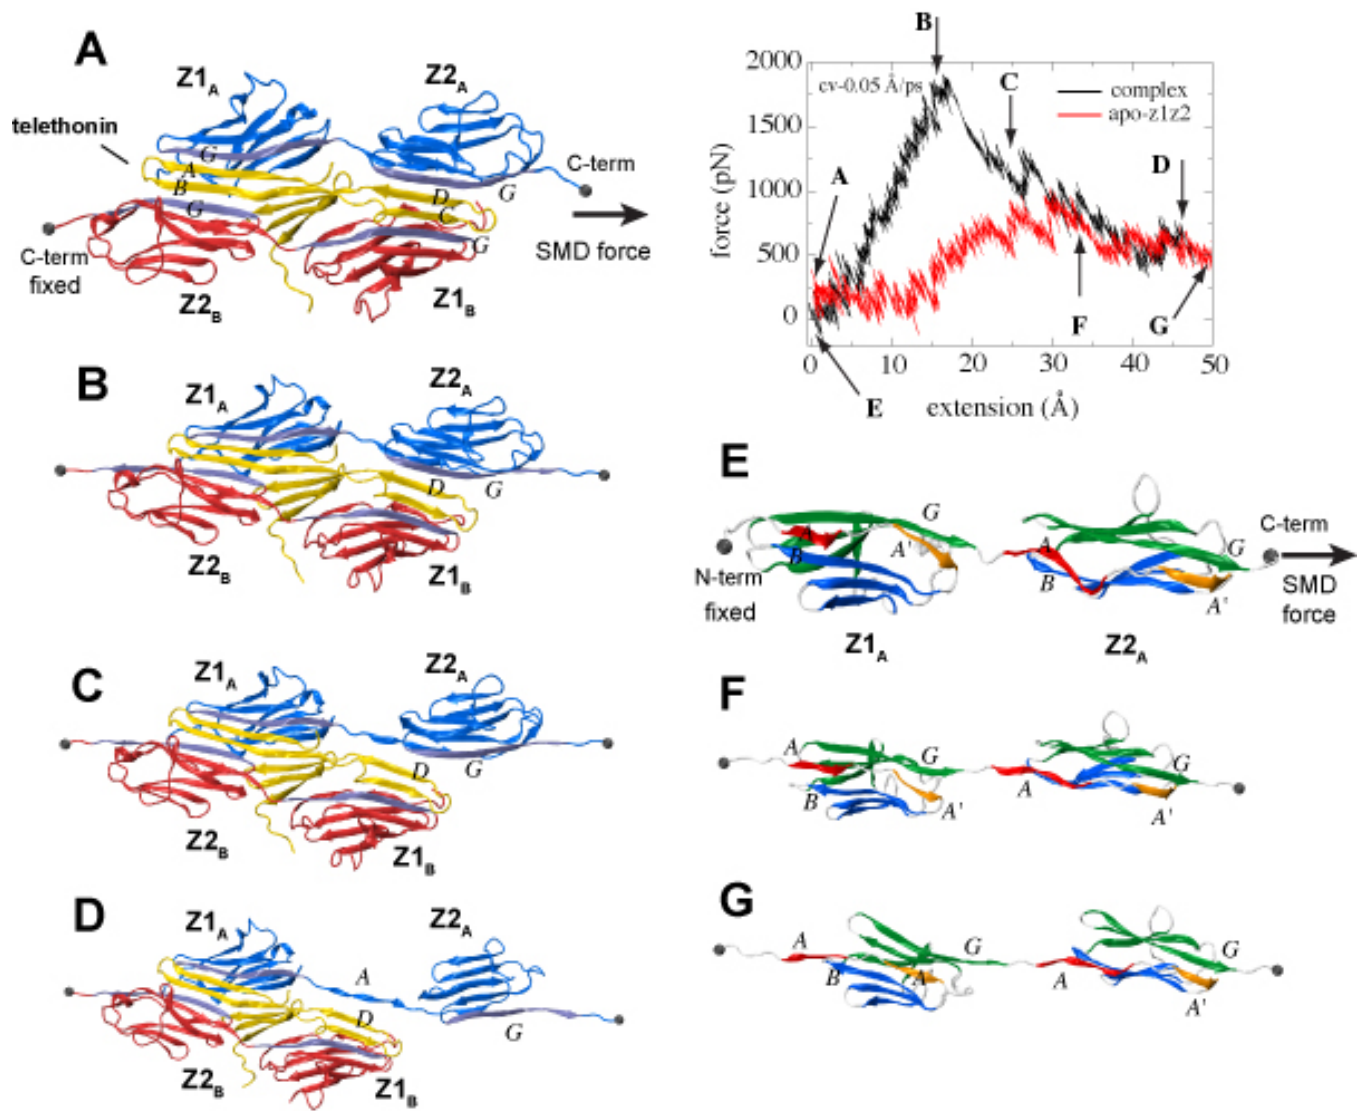 A
Z1A
Z2A
telethonin
G
A
B
G
D
C
G
G
C-term
SMD force
C-term
fixed
Z2B
Z1B
B
Z1A
Z2A
D
G
Z2B
Z1B
C
Z1A
Z2A
D
G
Z2B
Z1B
D
Z1A
Z2A
A
D
G
Z2B
Z1B
B
2000
1500
1000
500
0
force (pN)
cv-0.05 Å/ps
complex
apo-z1z2
A
C
D
F
G
E
0 10 20 30 40 50
extension (Å)
E
G
A
B
A'
N-term
fixed
A
B
G
A'
C-term
SMD
force
Z1A
Z2A
F
A
G
B
A'
A
G
A'
G
A
G
B
A
A
G
A'